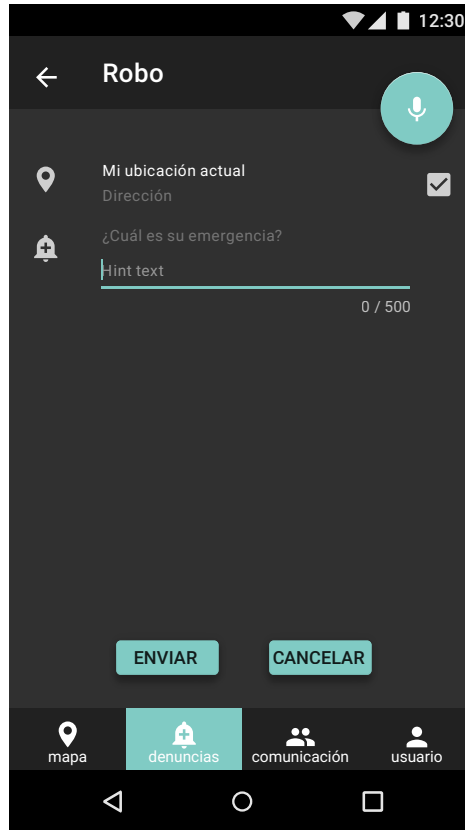 12:30
Robo
Mi ubicación actual
Dirección
¿Cuál es su emergencia?
Hint text
0 / 500
ENVIAR CANCELAR
mapa denuncias comunicación usuario